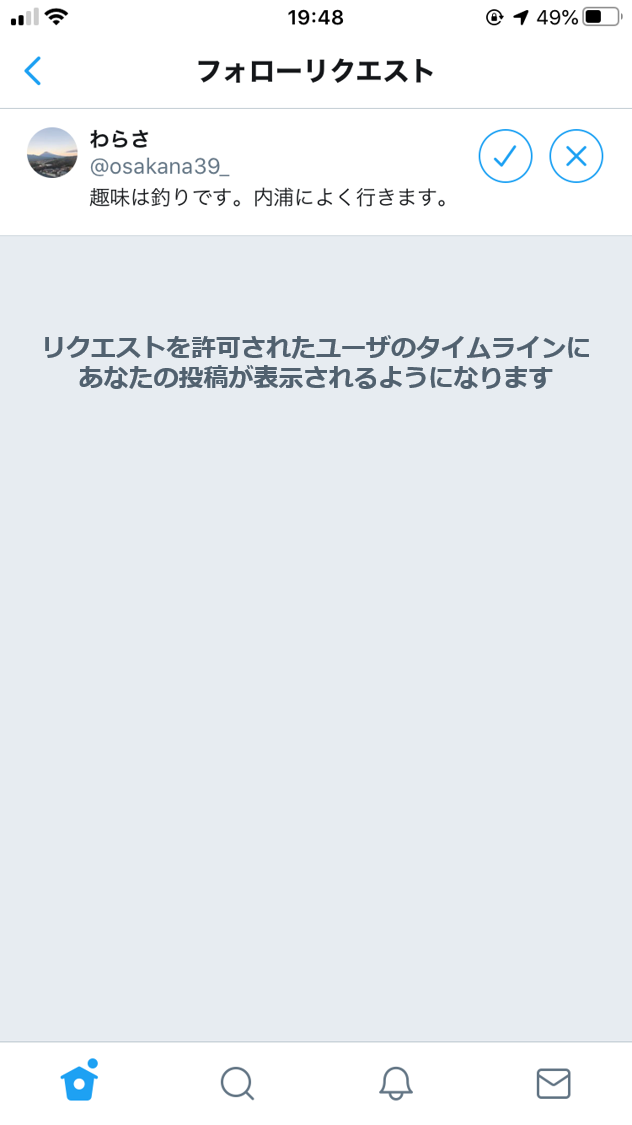 19:48
49%
フォローリクエスト
わらさ
@osakana39_
趣味は釣りです。内浦によく行きます。
リクエストを許可されたユーザのタイムラインに
あなたの投稿が表示されるようになります